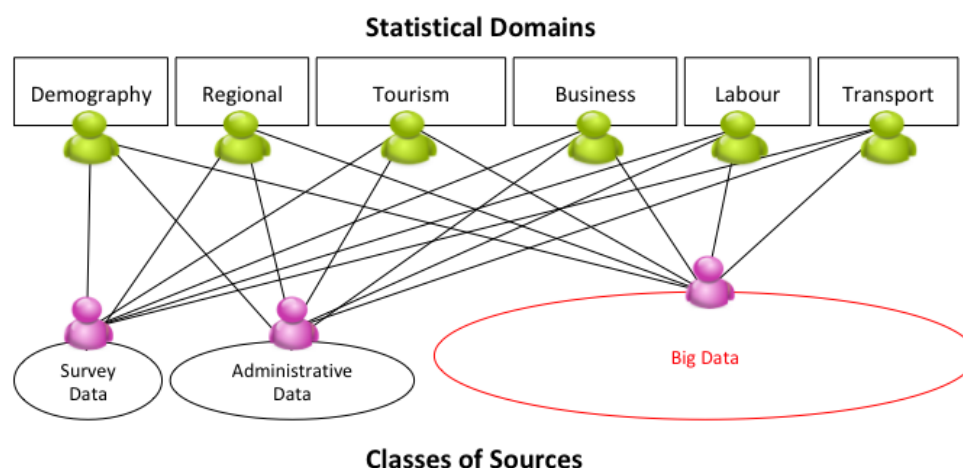 Statistical Domains
Demography
Regional
Tourism
Business
Labour
Transport
Survey
Data
Administrative
Data
Big Data
Classes of Sources